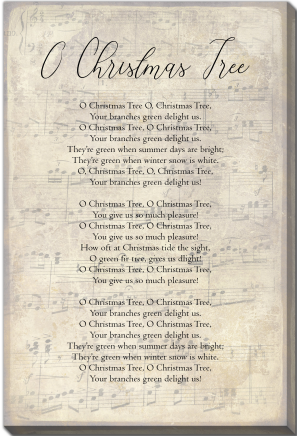 O Christmas Tree
O Christmas Tree O, Christmas Tree,
Your branches green delight us.
O Christmas Tree, O Christmas Tree,
Your branches green delight us.
They're green when summer days are bright;
They're green when winter snow is white.
O, Christmas Tree, O Christmas Tree,
Your branches green delight us!
O Christmas Tree, O Christmas Tree,
You give us so much pleasure!
O Christmas Tree, O Christmas Tree,
You give us so much pleasure!
How oft at Christmas tide the sight,
O green fir tree, gives us dlight!
O Christmas Tree, O Christmas Tree,
You give us so much pleasure!
O Christmas Tree, O Christmas Tree,
Your branches green delight us.
O Christmas Tree, O Christmas Tree,
Your branches green delight us.
They're green when summer days are bright;
They're green when winter snow is white.
O Christmas Tree, O Christmas Tree,
Your branches green delight us!